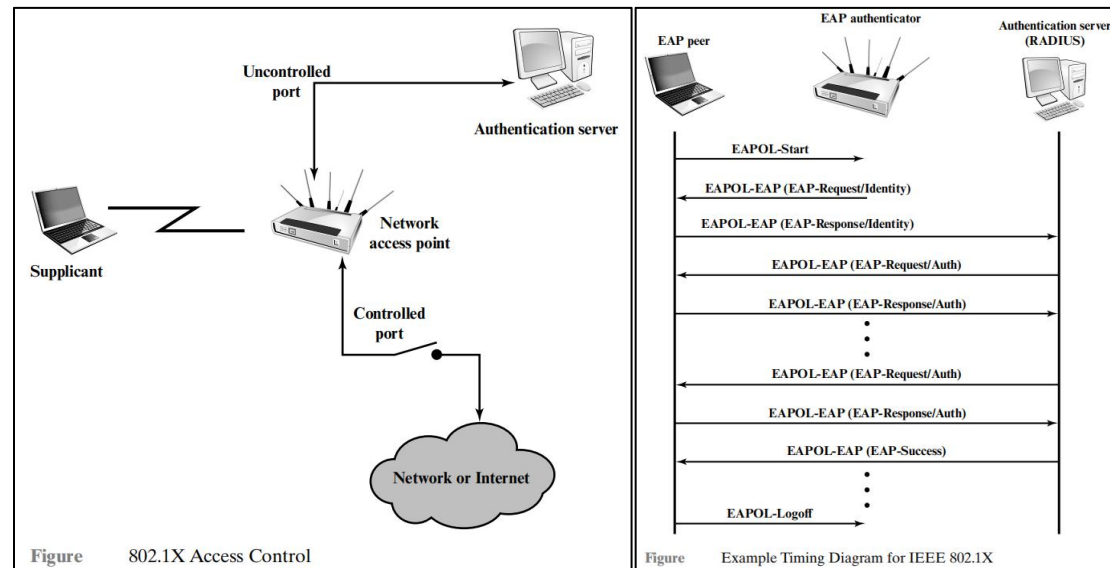 Uncontrolled
port
Authentication server
Network
access point
Supplicant
Controlled
port
Network or Internet
Figure 802.1X Access Control
EAP peer
EAP authenticator
Authentication server
(RADIUS)
EAPOL-Start
EAPOL-EAP (EAP-Request/Identity)
EAPOL-EAP (EAP-Response/Identity)
EAPOL-EAP (EAP-Request/Auth)
EAPOL-EAP (EAP-Response/Auth)
EAPOL-EAP (EAP-Request/Auth)
EAPOL-EAP (EAP-Response/Auth)
EAPOL-EAP (EAP-Success)
EAPOL-Logoff
Figure Example Timing Diagram for IEEE 802.1X